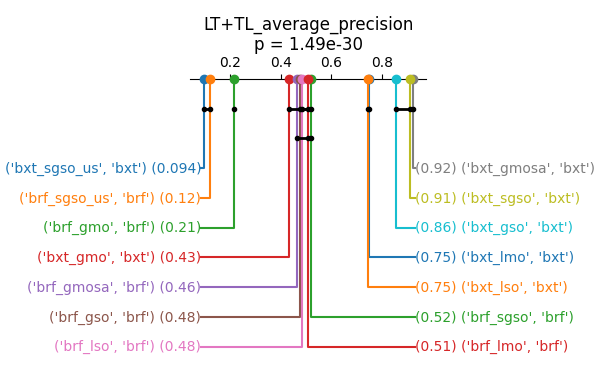 LT+TL_average_precision
p = 1.49e-30
0.2 0.4 0.6 0.8
('bxt_sgso_us', 'bxt') (0.094) (0.92) ('bxt_gmosa', 'bxt')
('brf_sgso_us', 'brf') (0.12) (0.91) ('bxt_sgso', 'bxt')
('brf_gmo', 'brf') (0.21) (0.86) ('bxt_gso', 'bxt')
('bxt_gmo', 'bxt') (0.43) (0.75) ('bxt_lmo', 'bxt')
('brf_gmosa', 'brf') (0.46) (0.75) ('bxt_lso', 'bxt')
('brf_gso', 'brf') (0.48) (0.52) ('brf_sgso', 'brf')
('brf_lso', 'brf') (0.48) (0.51) ('brf_lmo', 'brf')